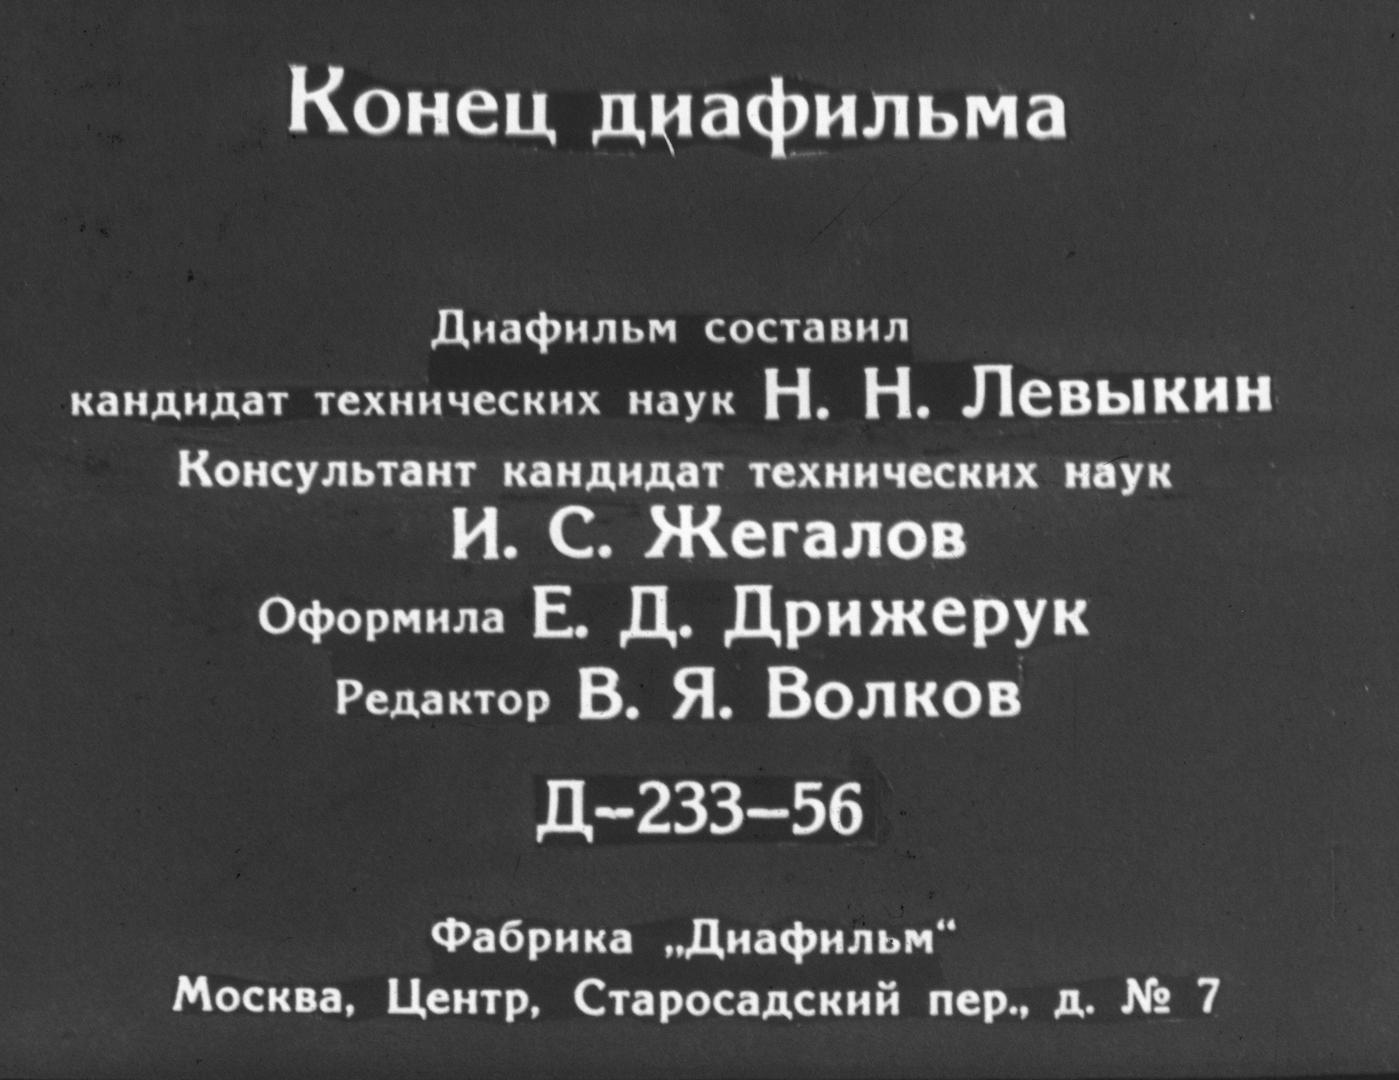 Конец диафильма
Диафильм составил
кандидат технических наук Н. Н. Левыкин
Консультант кандидат технических наук
И. С. Жегалов
Оформила Е. Д. Дрижерук
Редактор В. Я. Волков
Д–233–56
Фабрика „Диафильм“
Москва, Центр, Старосадский пер., д. № 7